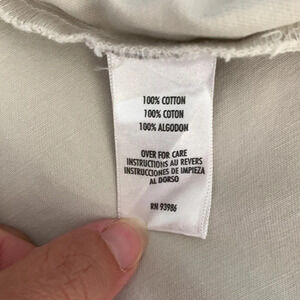 100% COTTON
100% COTON
100% ALGODON
OVER FOR CARE
INSTRUCTIONS AU REVERS
INSTRUCCIONES DE LIMPIEZA
AL DORSO
RN 93986